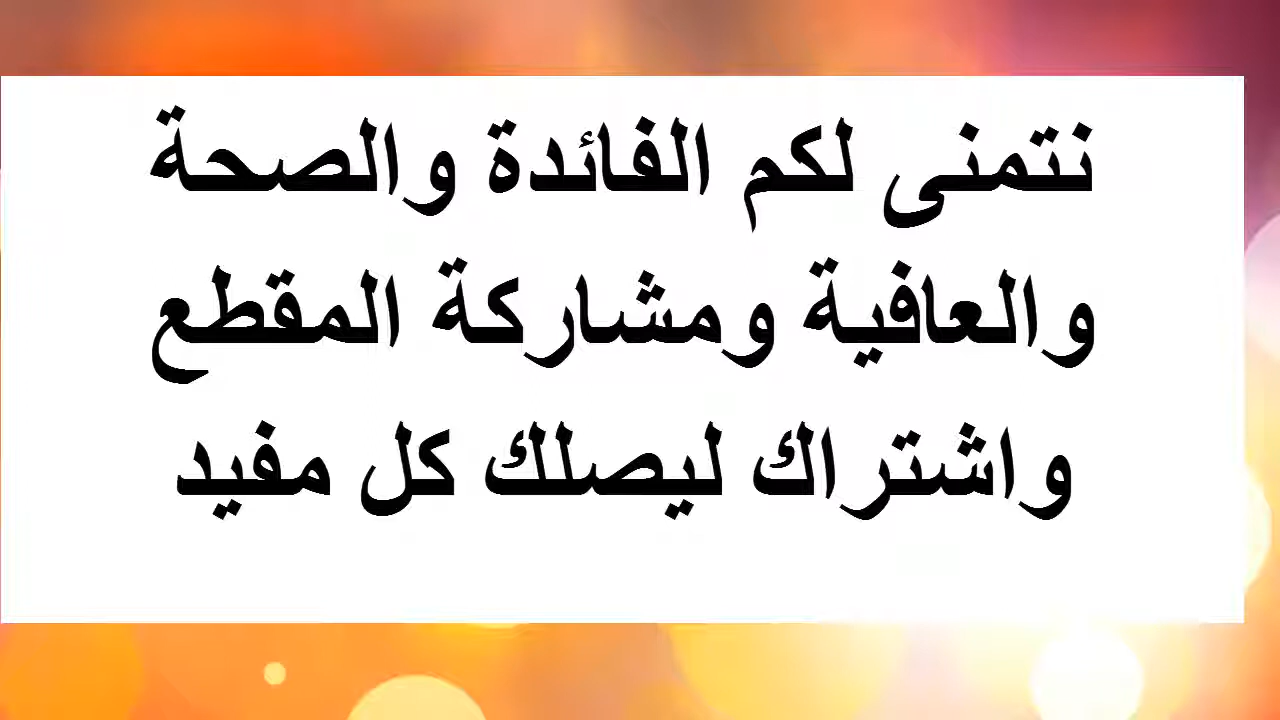 نتمنى لكم الفائدة والصحة
والعافية ومشاركة المقطع
واشتراك ليصلك كل مفيد